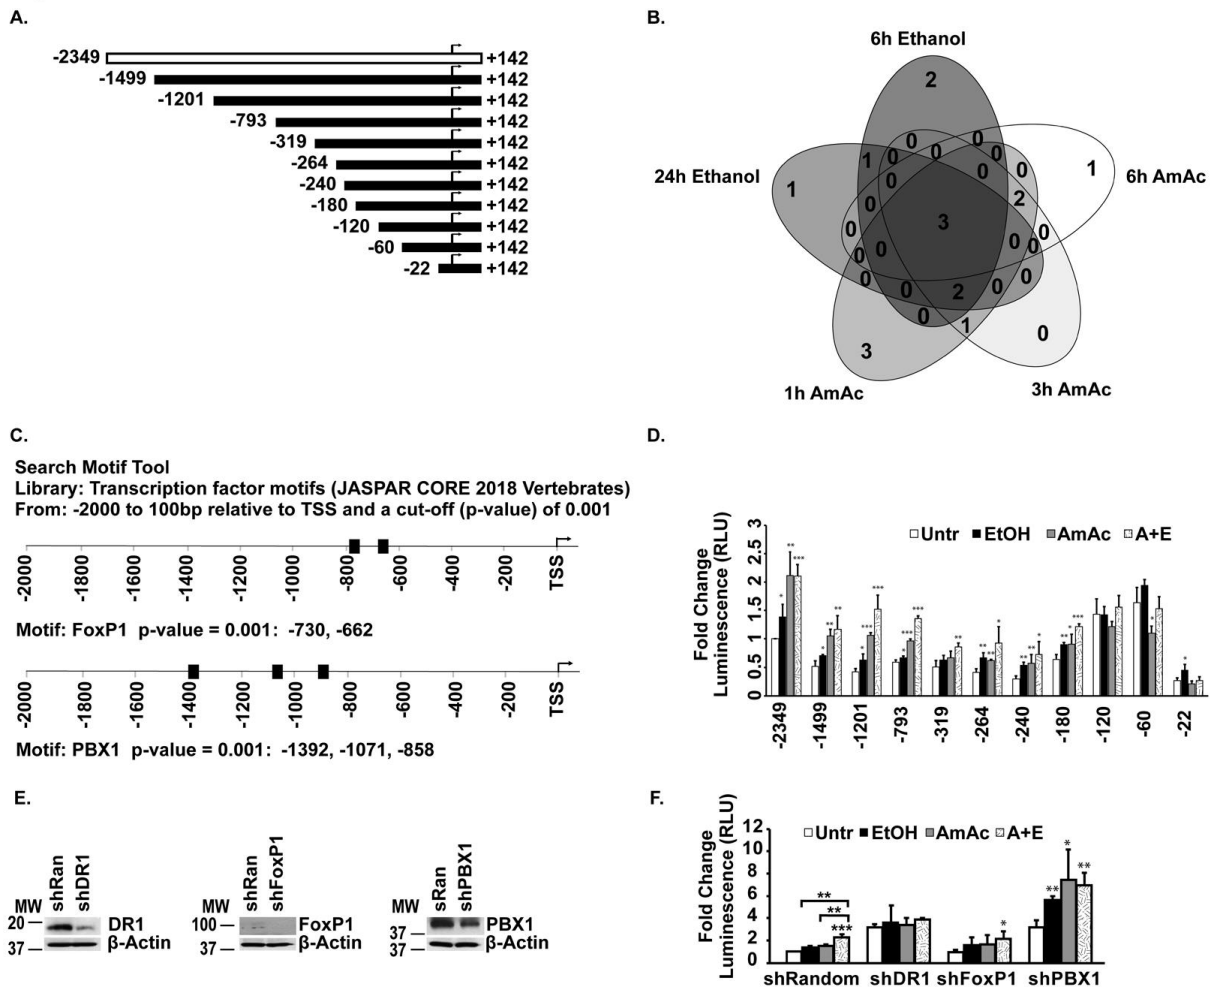 A.
-2349 +142
-1499 +142
-1201 +142
-793 +142
-319 +142
-264 +142
-240 +142
-180 +142
-120 +142
-60 +142
-22 +142
B.
6h Ethanol
2
0 0
1 0 0 0 0 1
24h Ethanol 6h AmAc
1 0 0 2
0
3
0 0 0
0 0 0
0 0 0
0 2 0
0 1
3 0
1h AmAc 3h AmAc
C.
Search Motif Tool
Library: Transcription factor motifs (JASPAR CORE 2018 Vertebrates)
From: -2000 to 100bp relative to TSS and a cut-off (p-value) of 0.001
-2000 -1800 -1600 -1400 -1200 -1000 -800 -600 -400 -200 TSS
Motif: FoxP1 p-value = 0.001: -730, -662
-2000 -1800 -1600 -1400 -1200 -1000 -800 -600 -400 -200 TSS
Motif: PBX1 p-value = 0.001: -1392, -1071, -858
D.
Fold Change
Luminescence (RLU)
3
2.5
2
1.5
1
0.5
0
Untr EtOH AmAc A+E
* ** ***
* ** **
* *** ***
* *** ***
**
** ** *
** ** *
** * ***
*
*
-2349 -1499 -1201 -793 -319 -264 -240 -180 -120 -60 -22
E.
shRan shDR1
MW
20 DR1
37 β-Actin
shRan shFoxP1
MW
100 FoxP1
37 β-Actin
sRan shPBX1
MW
37 PBX1
37 β-Actin
F.
Fold Change
Luminescence (RLU)
12
10
8
6
4
2
0
Untr EtOH AmAc A+E
**
**
***
*
** * **
shRandom shDR1 shFoxP1 shPBX1